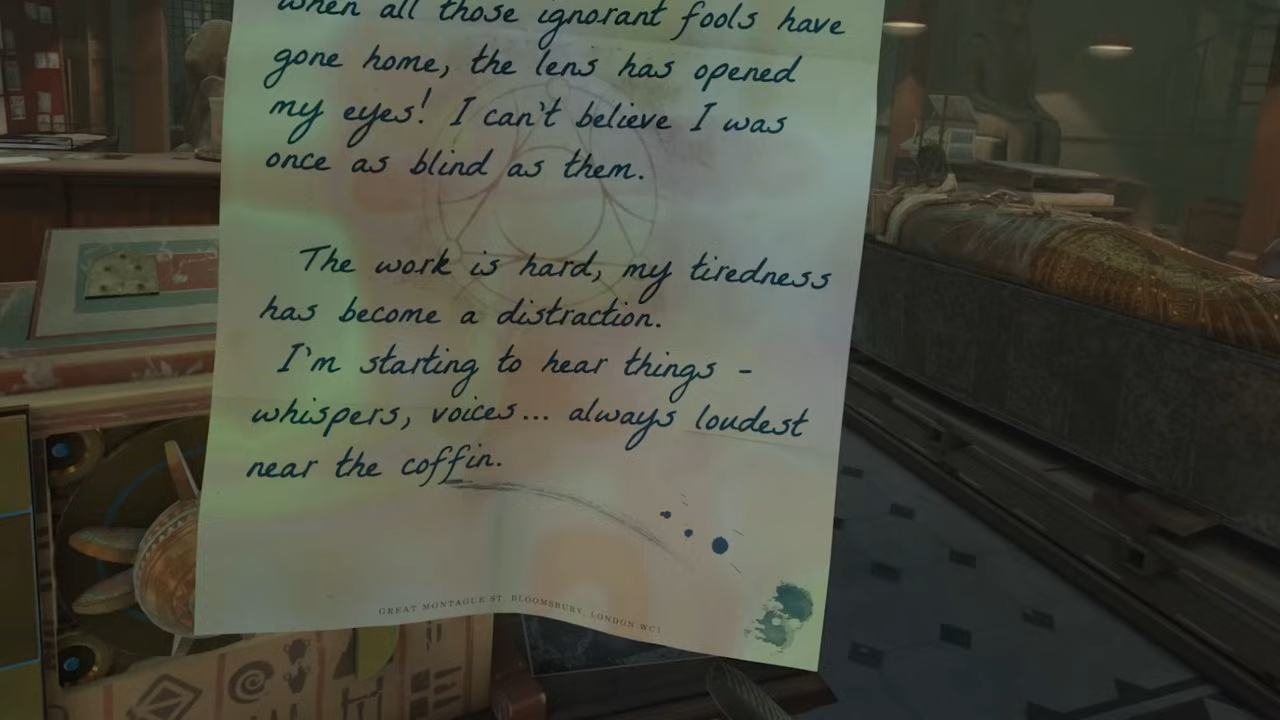 when all those ignorant fools have
gone home, the lens has opened
my eyes! I can't believe I was
once as blind as them.
The work is hard, my tiredness
has become a distraction.
I'm starting to hear things -
whispers, voices... always loudest
near the coffin.
GREAT MONTAGUE ST. BLOOMSBURY, LONDON WC1